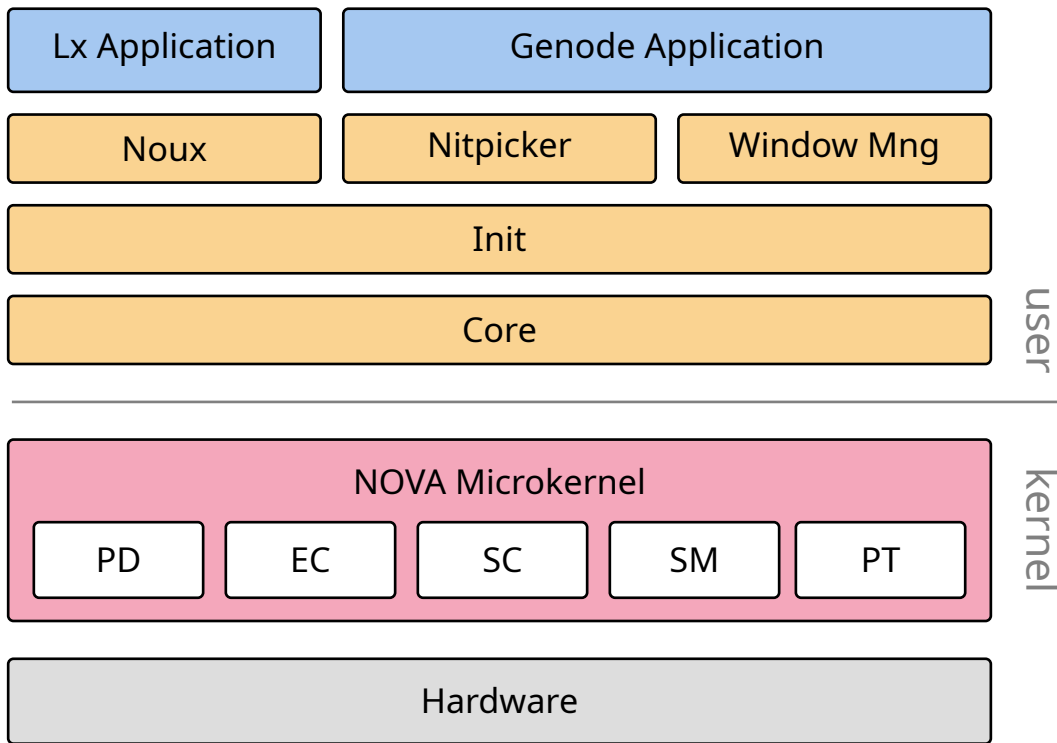 Lx Application
Genode Application
Noux
Nitpicker
Window Mng
Init
Core
user
NOVA Microkernel
PD
EC
SC
SM
PT
kernel
Hardware